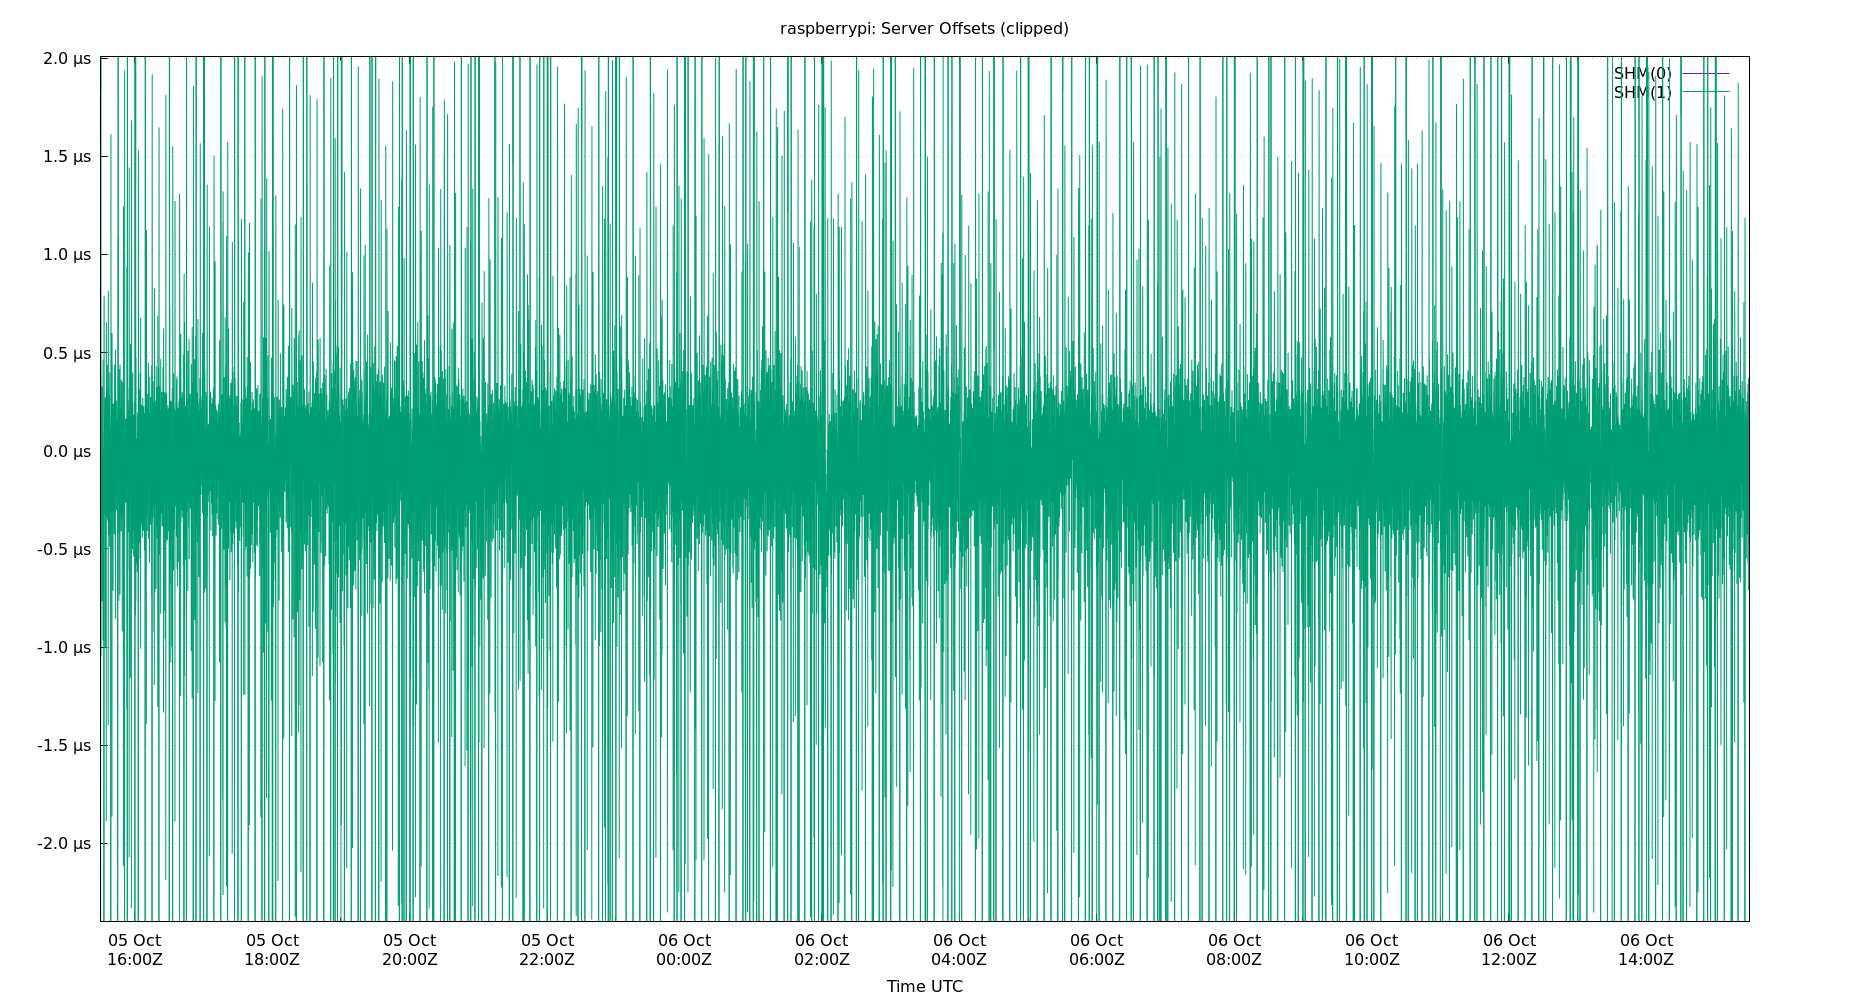 raspberrypi: Server Offsets (clipped)
2.0 µs
1.5 µs
1.0 µs
0.5 µs
0.0 µs
-0.5 µs
-1.0 µs
-1.5 µs
-2.0 µs
SHM(0)
SHM(1)
05 Oct 05 Oct 05 Oct 05 Oct 06 Oct 06 Oct 06 Oct 06 Oct 06 Oct 06 Oct 06 Oct 06 Oct
16:00Z 18:00Z 20:00Z 22:00Z 00:00Z 02:00Z 04:00Z 06:00Z 08:00Z 10:00Z 12:00Z 14:00Z
Time UTC